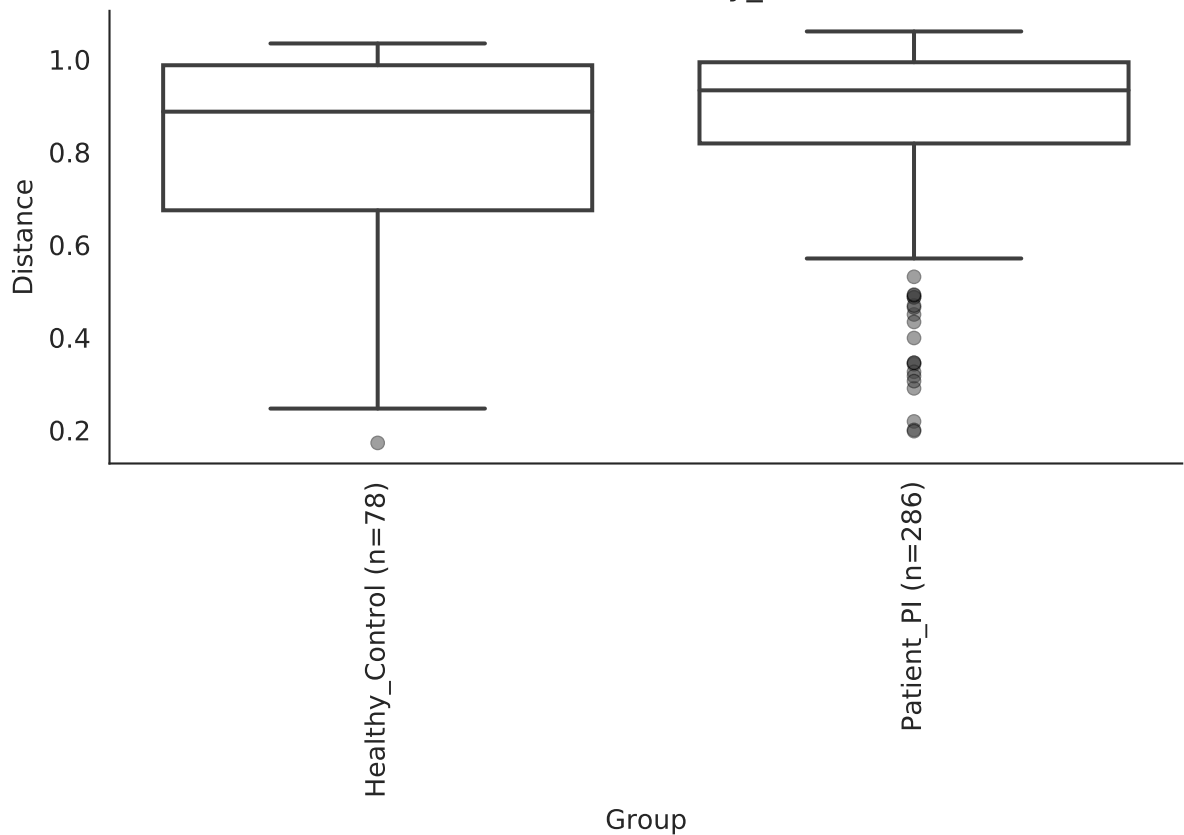 1.0
0.8
0.6
0.4
0.2
Distance
Healthy_Control (n=78)
Patient_PI (n=286)
Group